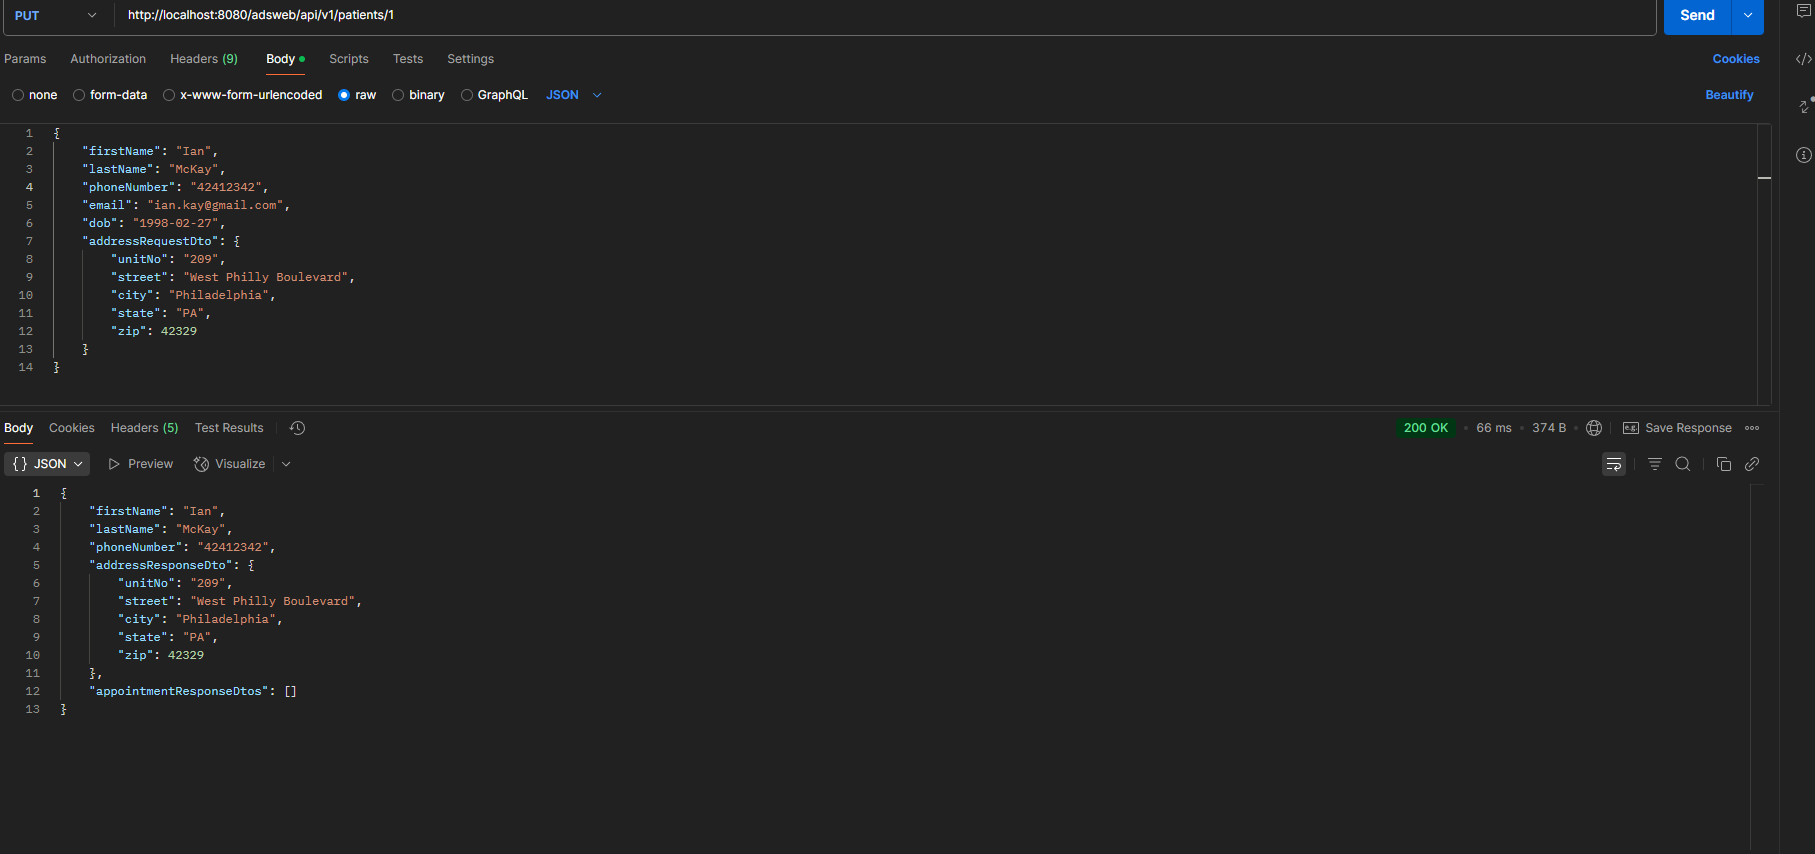 PUT http://localhost:8080/adsweb/api/v1/patients/1 Send
Params Authorization Headers (9) Body Scripts Tests Settings Cookies
none form-data x-www-form-urlencoded raw binary GraphQL JSON Beautify
1 {
2 "firstName": "Ian",
3 "lastName": "McKay",
4 "phoneNumber": "42412342",
5 "email": "ian.kay@gmail.com",
6 "dob": "1998-02-27",
7 "addressRequestDto": {
8 "unitNo": "209",
9 "street": "West Philly Boulevard",
10 "city": "Philadelphia",
11 "state": "PA",
12 "zip": 42329
13 }
14 }
Body Cookies Headers (5) Test Results 200 OK • 66 ms • 374 B • e.g. Save Response
{} JSON Preview Visualize
1 {
2 "firstName": "Ian",
3 "lastName": "McKay",
4 "phoneNumber": "42412342",
5 "addressResponseDto": {
6 "unitNo": "209",
7 "street": "West Philly Boulevard",
8 "city": "Philadelphia",
9 "state": "PA",
10 "zip": 42329
11 },
12 "appointmentResponseDtos": []
13 }